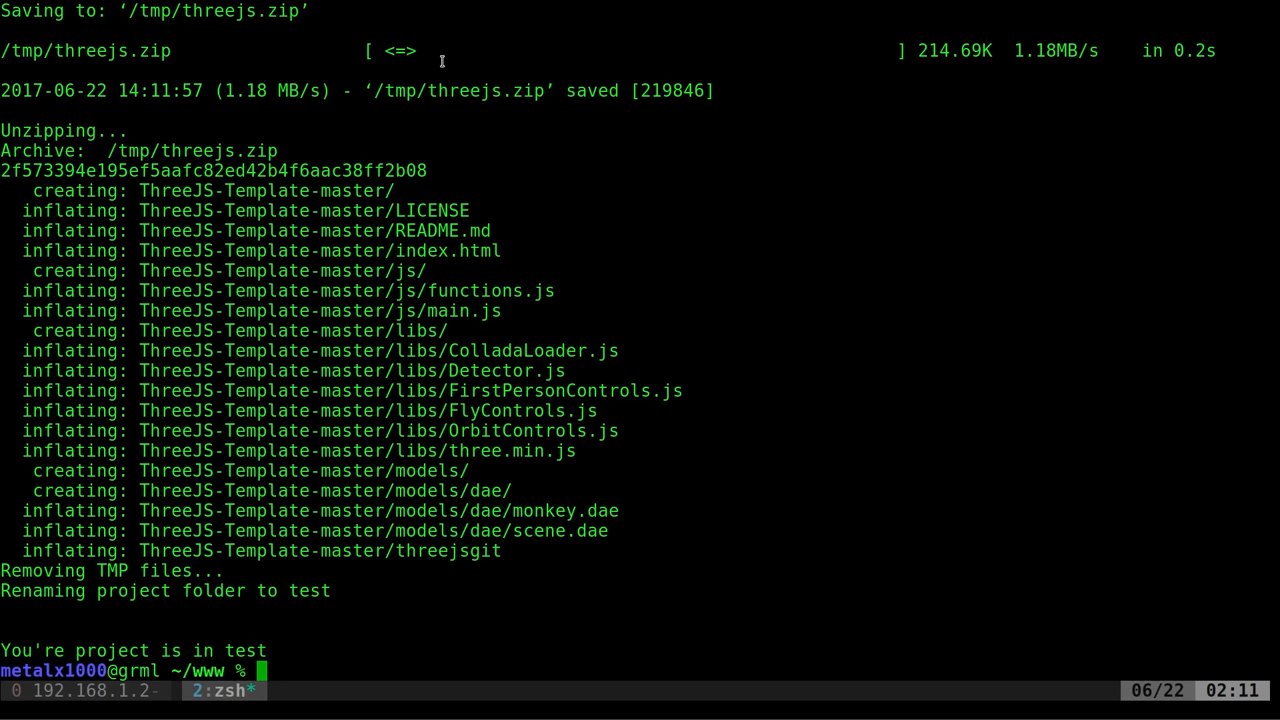 Saving to: ‘/tmp/threejs.zip’
/tmp/threejs.zip [ <=> ] 214.69K 1.18MB/s in 0.2s
2017-06-22 14:11:57 (1.18 MB/s) - ‘/tmp/threejs.zip’ saved [219846]
Unzipping...
Archive:  /tmp/threejs.zip
2f573394e195ef5aafc82ed42b4f6aac38ff2b08
creating: ThreeJS-Template-master/
inflating: ThreeJS-Template-master/LICENSE
inflating: ThreeJS-Template-master/README.md
inflating: ThreeJS-Template-master/index.html
creating: ThreeJS-Template-master/js/
inflating: ThreeJS-Template-master/js/functions.js
inflating: ThreeJS-Template-master/js/main.js
creating: ThreeJS-Template-master/libs/
inflating: ThreeJS-Template-master/libs/ColladaLoader.js
inflating: ThreeJS-Template-master/libs/Detector.js
inflating: ThreeJS-Template-master/libs/FirstPersonControls.js
inflating: ThreeJS-Template-master/libs/FlyControls.js
inflating: ThreeJS-Template-master/libs/OrbitControls.js
inflating: ThreeJS-Template-master/libs/three.min.js
creating: ThreeJS-Template-master/models/
creating: ThreeJS-Template-master/models/dae/
inflating: ThreeJS-Template-master/models/dae/monkey.dae
inflating: ThreeJS-Template-master/models/dae/scene.dae
inflating: ThreeJS-Template-master/threejsgit
Removing TMP files...
Renaming project folder to test
You're project is in test
metalx1000@grml ~/www %
0 192.168.1.2- 2:zsh* 06/22 02:11